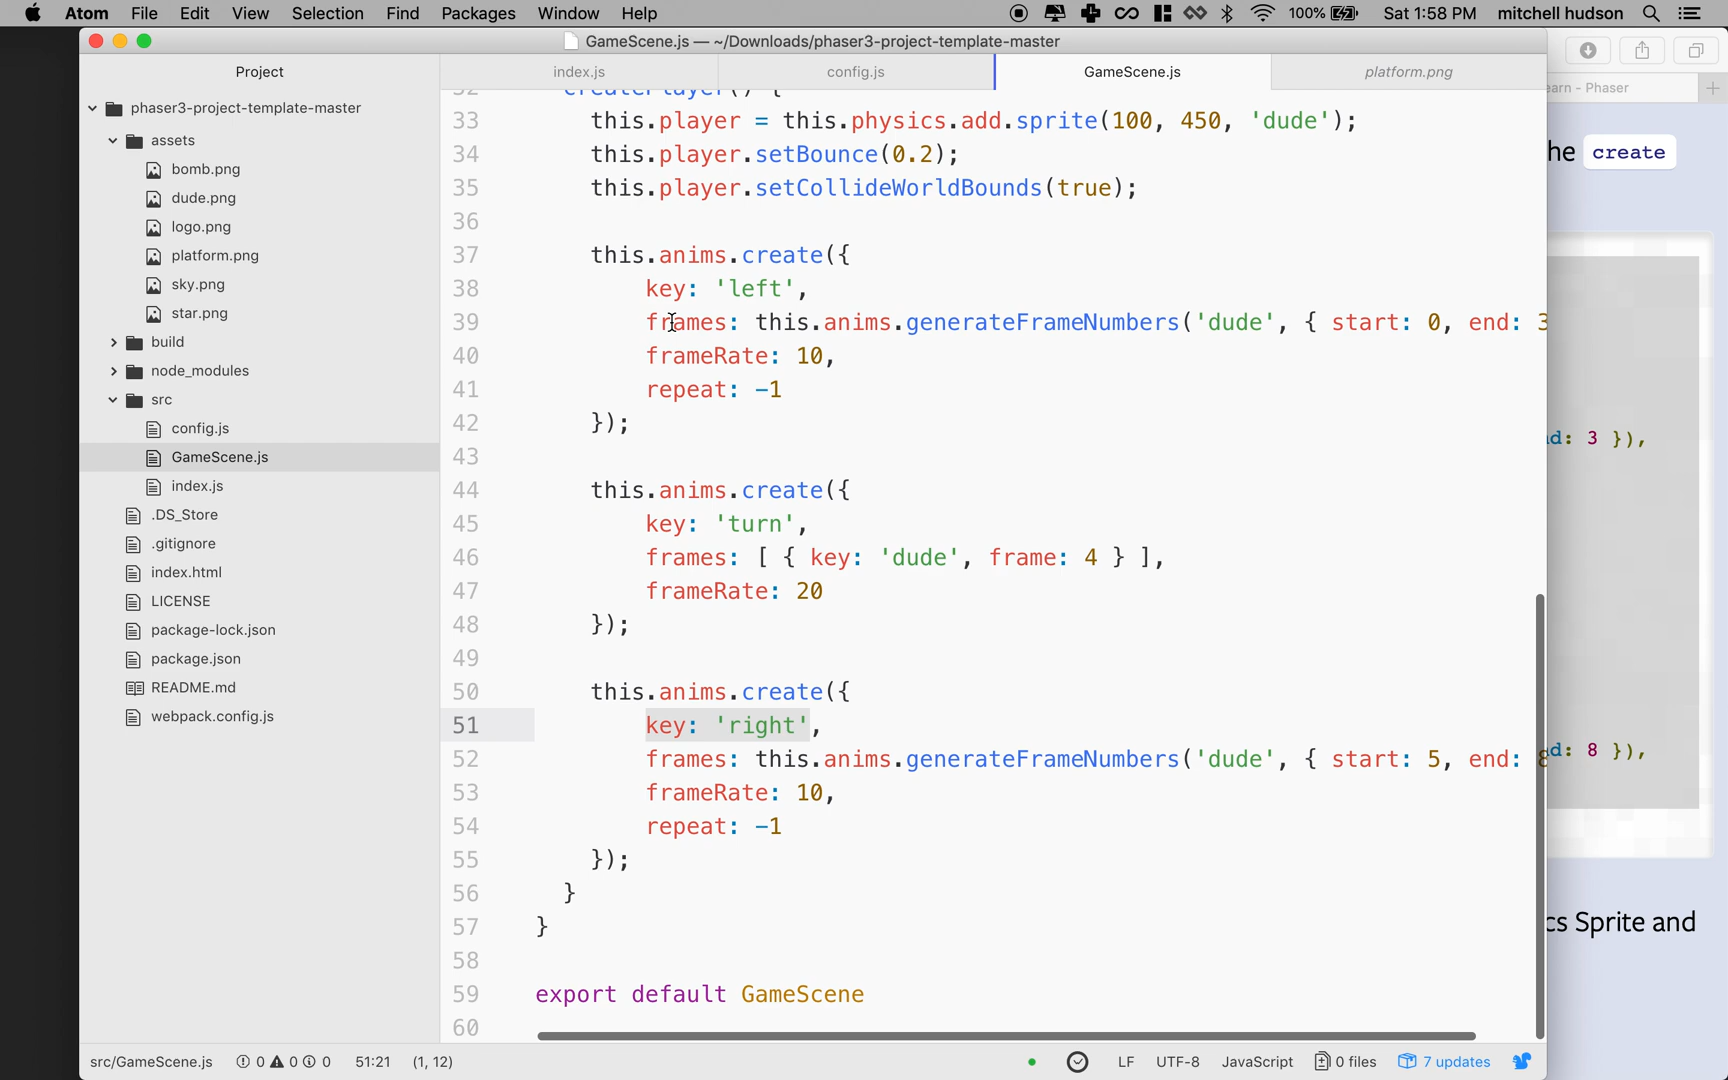 Atom File Edit View Selection Find Packages Window Help 100% Sat 1:58 PM mitchell hudson
GameScene.js — ~/Downloads/phaser3-project-template-master
Project
index.js config.js GameScene.js platform.png
earn - Phaser
phaser3-project-template-master
assets
bomb.png
dude.png
logo.png
platform.png
sky.png
star.png
build
node_modules
src
config.js
GameScene.js
index.js
.DS_Store
.gitignore
index.html
LICENSE
package-lock.json
package.json
README.md
webpack.config.js
32 createPlayer() {
33 this.player = this.physics.add.sprite(100, 450, 'dude');
34 this.player.setBounce(0.2);
35 this.player.setCollideWorldBounds(true);
36
37 this.anims.create({
38 key: 'left',
39 frames: this.anims.generateFrameNumbers('dude', { start: 0, end: 3
40 frameRate: 10,
41 repeat: -1
42 });
43
44 this.anims.create({
45 key: 'turn',
46 frames: [ { key: 'dude', frame: 4 } ],
47 frameRate: 20
48 });
49
50 this.anims.create({
51 key: 'right',
52 frames: this.anims.generateFrameNumbers('dude', { start: 5, end: 8
53 frameRate: 10,
54 repeat: -1
55 });
56 }
57 }
58
59 export default GameScene
60
he create
d: 3 }),
d: 8 }),
cs Sprite and
src/GameScene.js 0 0 0 51:21 (1, 12) LF UTF-8 JavaScript 0 files 7 updates